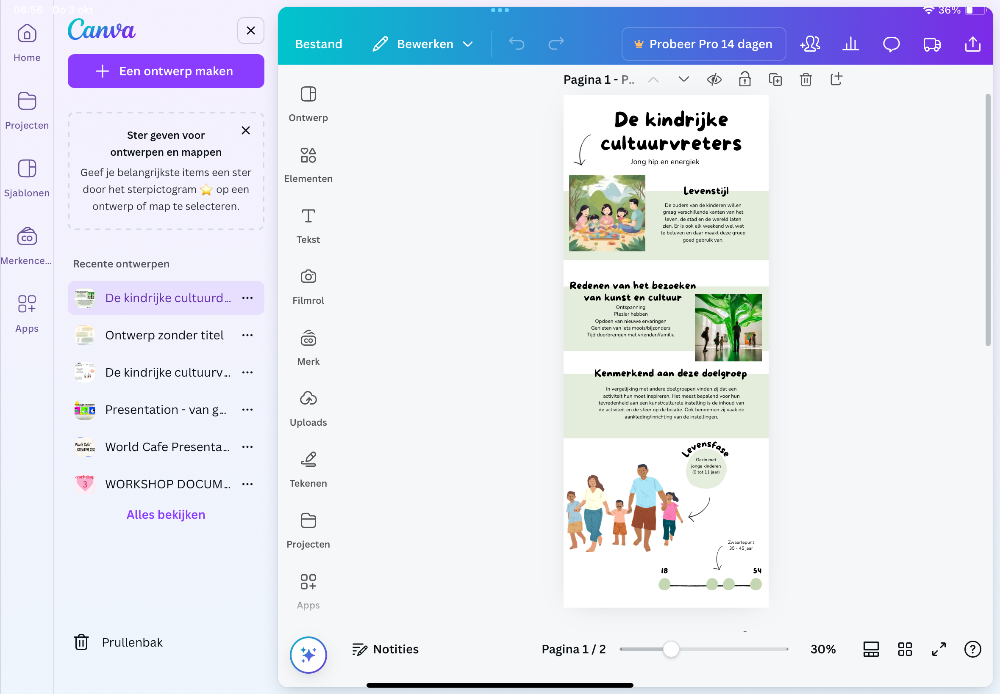 08:56 Do 3 okt
36%
Home
Projecten
Sjablonen
CO
Merkence...
Apps
Canva
Een ontwerp maken
Ster geven voor
ontwerpen en mappen
Geef je belangrijkste items een ster
door het sterpictogram ⭐ op een
ontwerp of map te selecteren.
Recente ontwerpen
De kindrijke cultuurd...
Ontwerp zonder titel
De kindrijke cultuurv...
Presentation - van g...
World Cafe Presenta...
WORKSHOP DOCUM...
Alles bekijken
Prullenbak
Bestand
Bewerken
Probeer Pro 14 dagen
Ontwerp
Elementen
Tekst
Filmrol
CO
Merk
Uploads
Tekenen
Projecten
Apps
Pagina 1 - P..
De kindrijke
cultuurvreters
Jong hip en energiek
Levenstijl
De ouders van de kinderen willen
graag verschillende kanten van het
leven, de stad en de wereld laten
zien. Er is ook elk weekend wel wat
te beleven en daar maakt deze groep
goed gebruik van.
Redenen van het bezoeken
van kunst en cultuur
Ontspanning
Plezier hebben
Opdoen van nieuwe ervaringen
Genieten van iets moois/bijzonders
Tijd doorbrengen met vrienden/familie
Kenmerkend aan deze doelgroep
In vergelijking met andere doelgroepen vinden zij dat een
activiteit hun moet inspireren. Het meest bepalend voor hun
tevredenheid aan een kunst/culturele instelling is de inhoud van
de activiteit en de sfeer op de locatie. Ook benoemen zij vaak de
aankleding/inrichting van de instellingen.
Levensfase
Gezin met
jonge kinderen
(0 tot 11 jaar)
Zwaartepunt
35 - 45 jaar
18
54
Notities
Pagina 1 / 2
30%